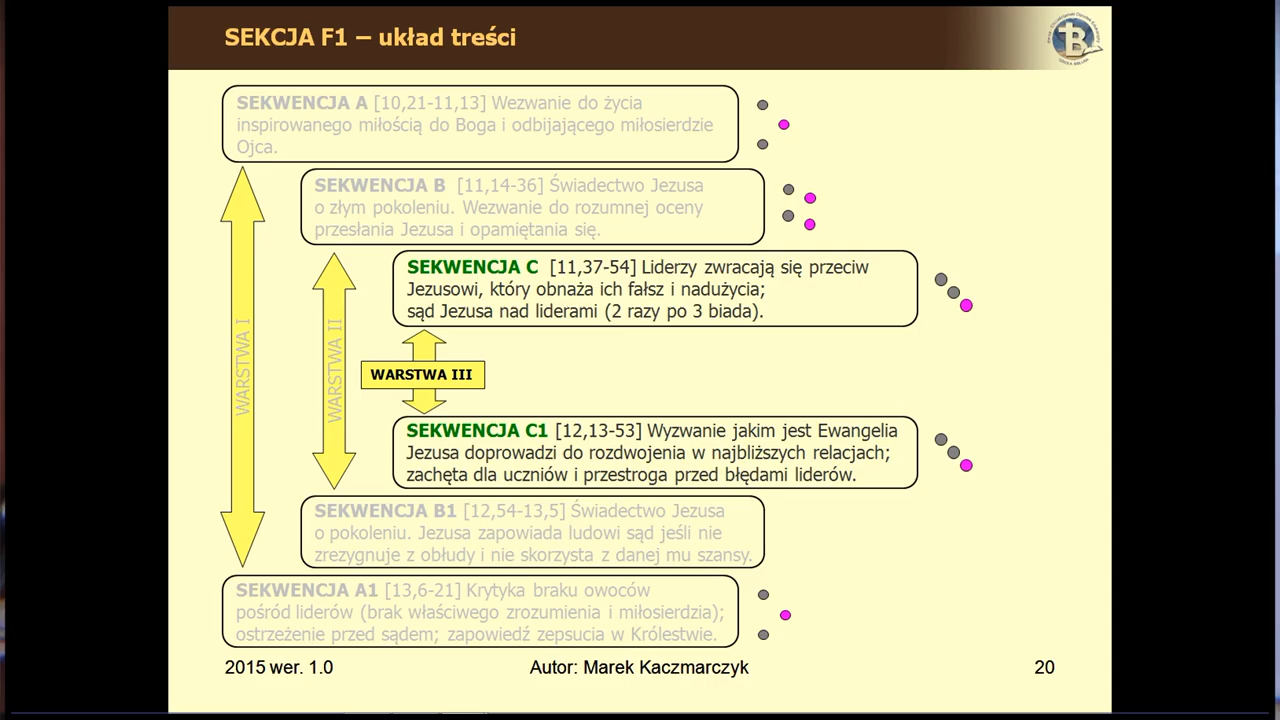 SEKCJA F1 – układ treści
SEKWENCJA A [10,21-11,13] Wezwanie do życia
inspirowanego miłością do Boga i odbijającego miłosierdzie
Ojca.
SEKWENCJA B [11,14-36] Świadectwo Jezusa
o złym pokoleniu. Wezwanie do rozumnej oceny
przesłania Jezusa i opamiętania się.
SEKWENCJA C [11,37-54] Liderzy zwracają się przeciw
Jezusowi, który obnaża ich fałsz i nadużycia;
sąd Jezusa nad liderami (2 razy po 3 biada).
WARSTWA I
WARSTWA II
WARSTWA III
SEKWENCJA C1 [12,13-53] Wyzwanie jakim jest Ewangelia
Jezusa doprowadzi do rozdwojenia w najbliższych relacjach;
zachęta dla uczniów i przestroga przed błędami liderów.
SEKWENCJA B1 [12,54-13,5] Świadectwo Jezusa
o pokoleniu. Jezusa zapowiada ludowi sąd jeśli nie
zrezygnuje z obłudy i nie skorzysta z danej mu szansy.
SEKWENCJA A1 [13,6-21] Krytyka braku owoców
pośród liderów (brak właściwego zrozumienia i miłosierdzia);
ostrzeżenie przed sądem; zapowiedź zepsucia w Królestwie.
2015 wer. 1.0
Autor: Marek Kaczmarczyk
20